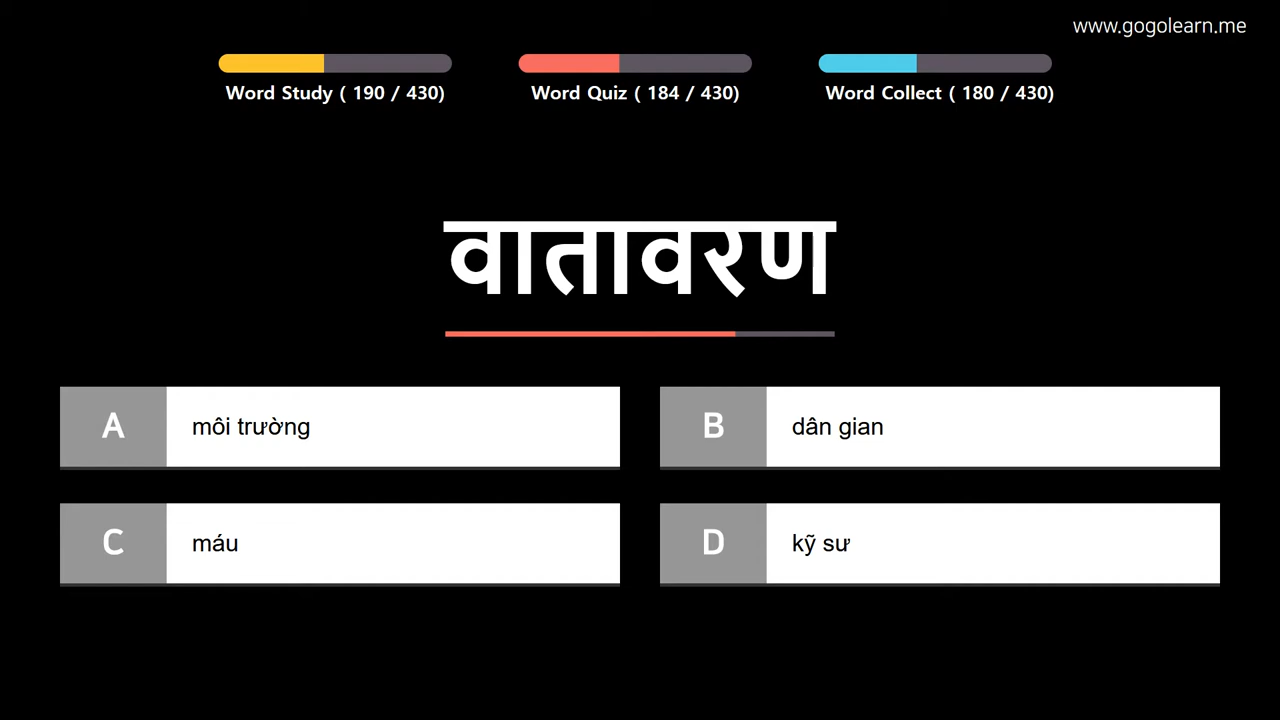 www.gogolearn.me
Word Study ( 190 / 430)
Word Quiz ( 184 / 430)
Word Collect ( 180 / 430)
वातावरण
A môi trường
B dân gian
C máu
D kỹ sư